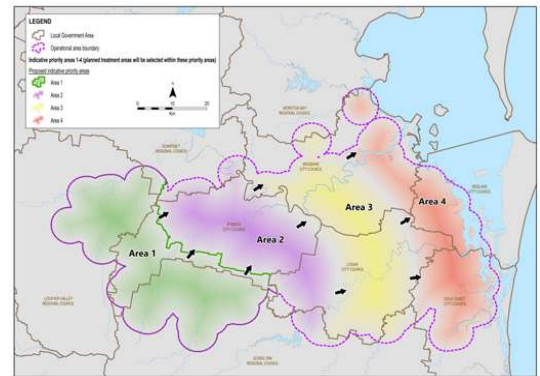 LEGEND
Local Government Area
Operational area boundary
Indicative priority areas 1-4 (planned treatment areas will be selected within these priority areas)
Proposed indicative priority areas
Area 1
Area 2
Area 3
Area 4
0 10 20
Km
MORETON BAY
REGIONAL COUNCIL
SOMERSET
REGIONAL COUNCIL
BRISBANE
CITY COUNCIL
REDLAND
CITY COUNCIL
Area 3
Area 4
IPSWICH
CITY COUNCIL
Area 2
Area 1
LOGAN
CITY COUNCIL
LOCKYER VALLEY
REGIONAL COUNCIL
GOLD COAST
CITY COUNCIL
SCENIC RIM
REGIONAL COUNCIL